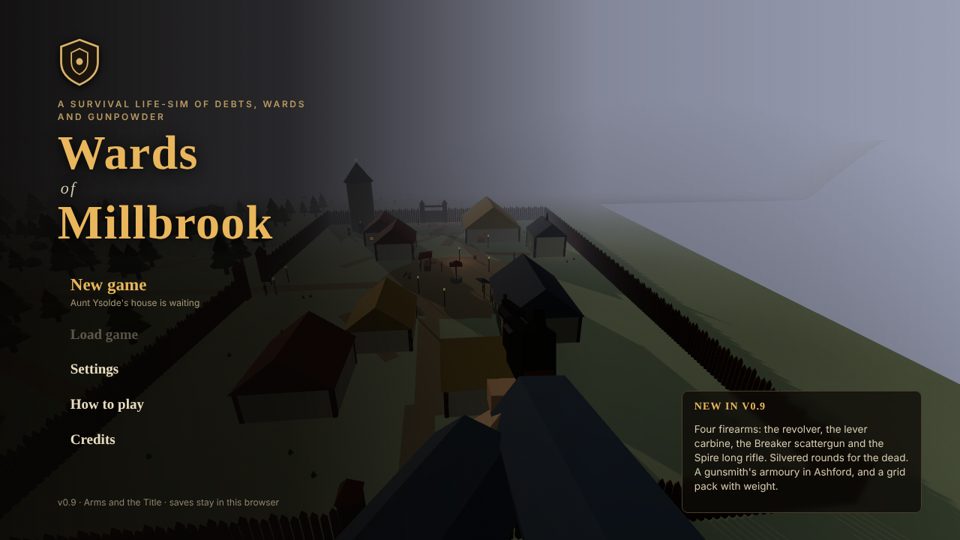 A SURVIVAL LIFE-SIM OF DEBTS, WARDS
AND GUNPOWDER
Wards
of
Millbrook
New game
Aunt Ysolde's house is waiting
Load game
Settings
How to play
Credits
v0.9 · Arms and the Title · saves stay in this browser
NEW IN V0.9
Four firearms: the revolver, the lever
carbine, the Breaker scattergun and the
Spire long rifle. Silvered rounds for the dead.
A gunsmith's armoury in Ashford, and a grid
pack with weight.